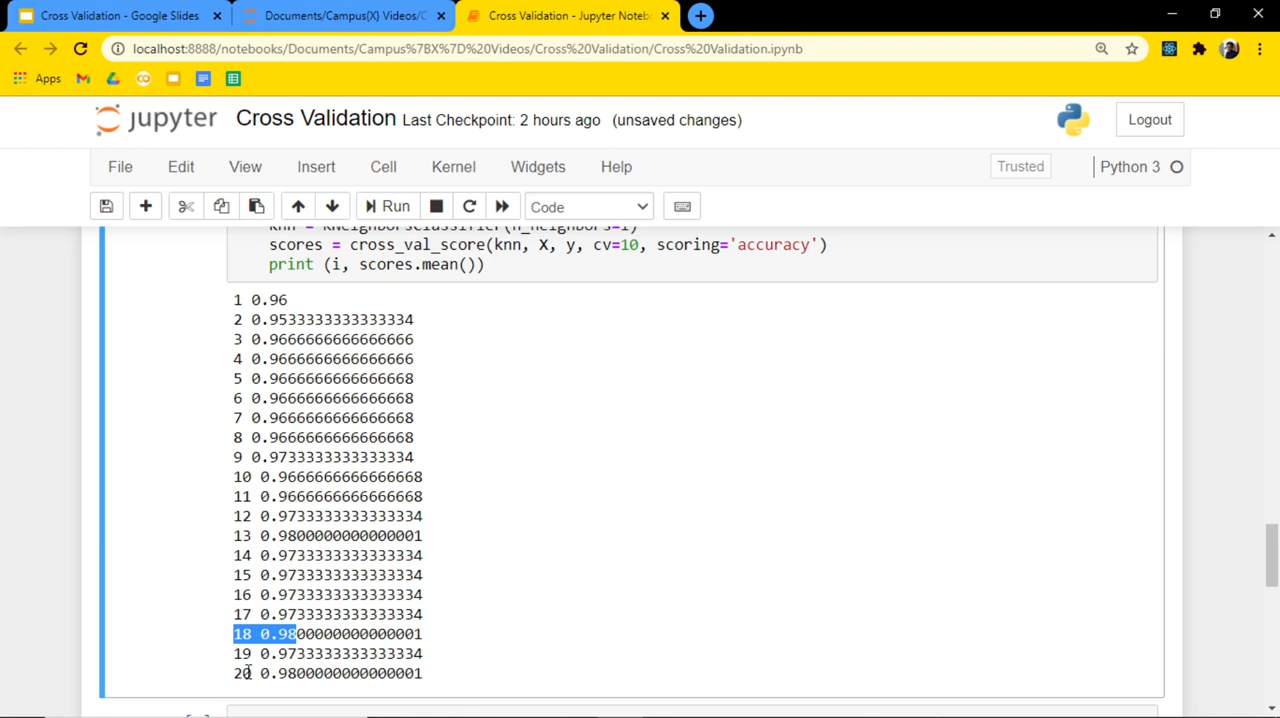 Cross Validation - Google Slides
Documents/Campus{X} Videos/C
Cross Validation - Jupyter Notebo
localhost:8888/notebooks/Documents/Campus%7BX%7D%20Videos/Cross%20Validation/Cross%20Validation.ipynb
Apps
jupyter Cross Validation Last Checkpoint: 2 hours ago (unsaved changes)
Logout
File Edit View Insert Cell Kernel Widgets Help
Trusted
Python 3
Run
Code
knn = KNeighborsClassifier(n_neighbors=i)
scores = cross_val_score(knn, X, y, cv=10, scoring='accuracy')
print (i, scores.mean())
1 0.96
2 0.9533333333333334
3 0.9666666666666666
4 0.9666666666666666
5 0.9666666666666668
6 0.9666666666666668
7 0.9666666666666668
8 0.9666666666666668
9 0.9733333333333334
10 0.9666666666666668
11 0.9666666666666668
12 0.9733333333333334
13 0.9800000000000001
14 0.9733333333333334
15 0.9733333333333334
16 0.9733333333333334
17 0.9733333333333334
18 0.9800000000000001
19 0.9733333333333334
20 0.9800000000000001